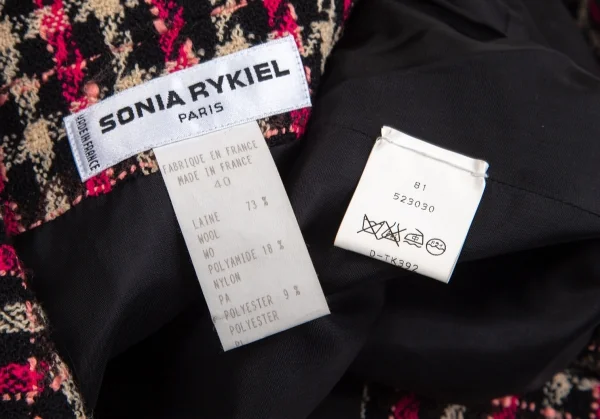 SONIA RYKIEL
PARIS
MADE IN FRANCE
FABRIQUE EN FRANCE
MADE IN FRANCE
40
LAINE 73 %
WOOL
WO
POLYAMIDE 18 %
NYLON
PA
POLYESTER 9 %
POLYESTER
81
523030
D-TK392